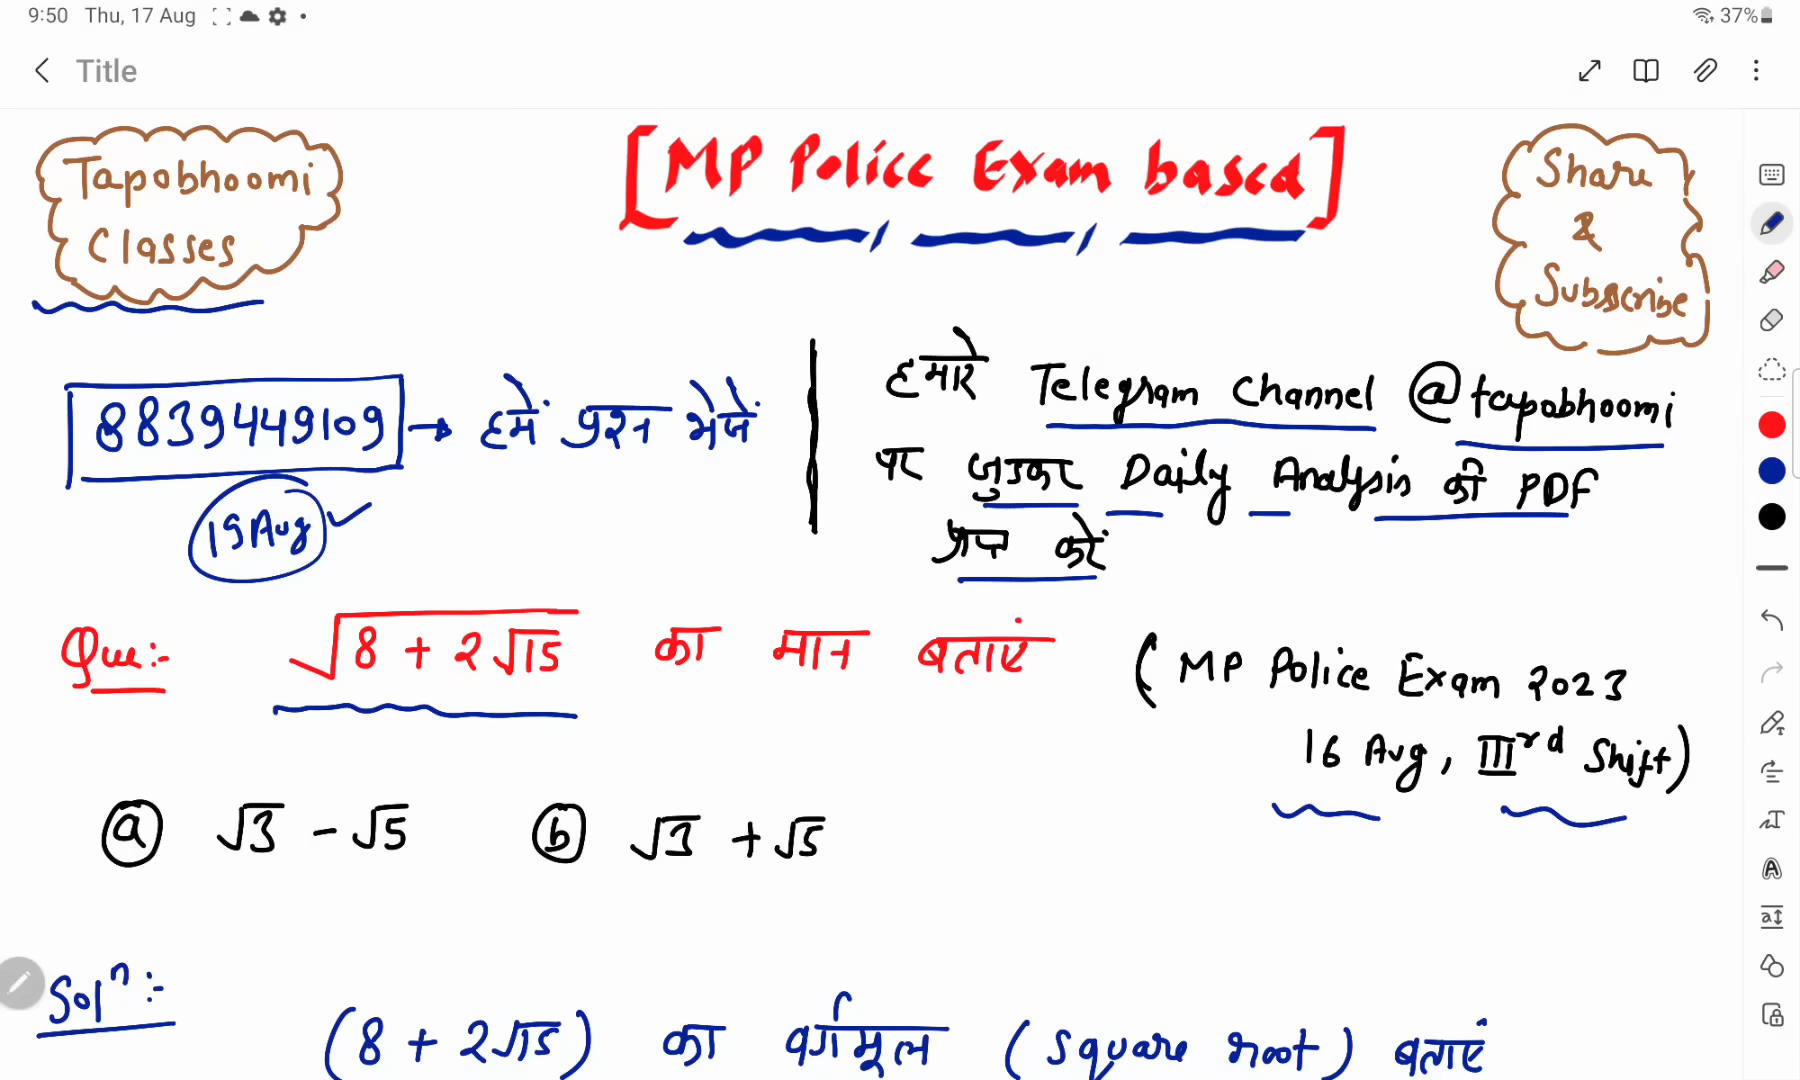 9:50 Thu, 17 Aug
37%
Title
Tapobhoomi
Classes
[MP Police Exam based]
Share
&
Subscribe
8839449109 → हमें प्रश्न भेजें
19 Aug ✓
हमारे Telegram Channel @tapobhoomi
पर जुड़कर Daily Analysis की PDF
प्राप्त करें
Que:- √8 + 2√15 का मान बताएं
(MP Police Exam 2023
16 Aug, IIIrd Shift)
(a) √3 - √5 (b) √3 + √5
Solⁿ:-
(8 + 2√15) का वर्गमूल (square root) बताएं